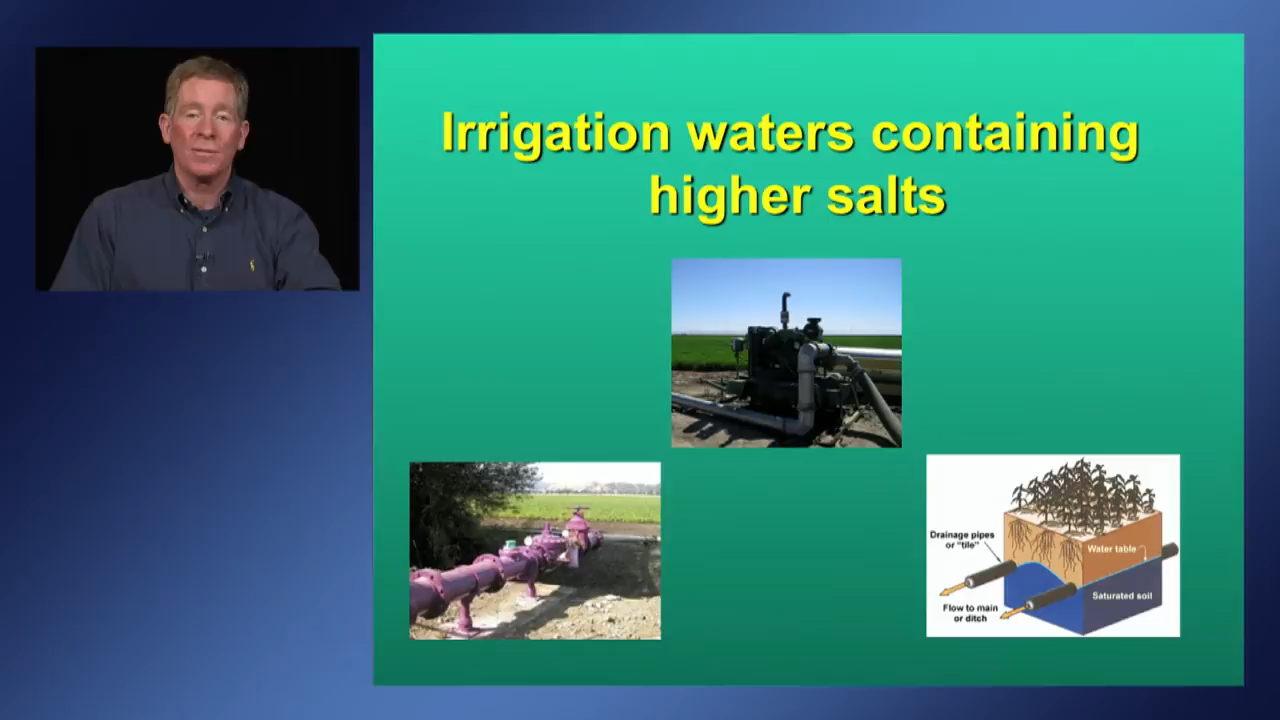 Irrigation waters containing
higher salts
Drainage pipes
or "tile"
Water table
Saturated soil
Flow to main
or ditch